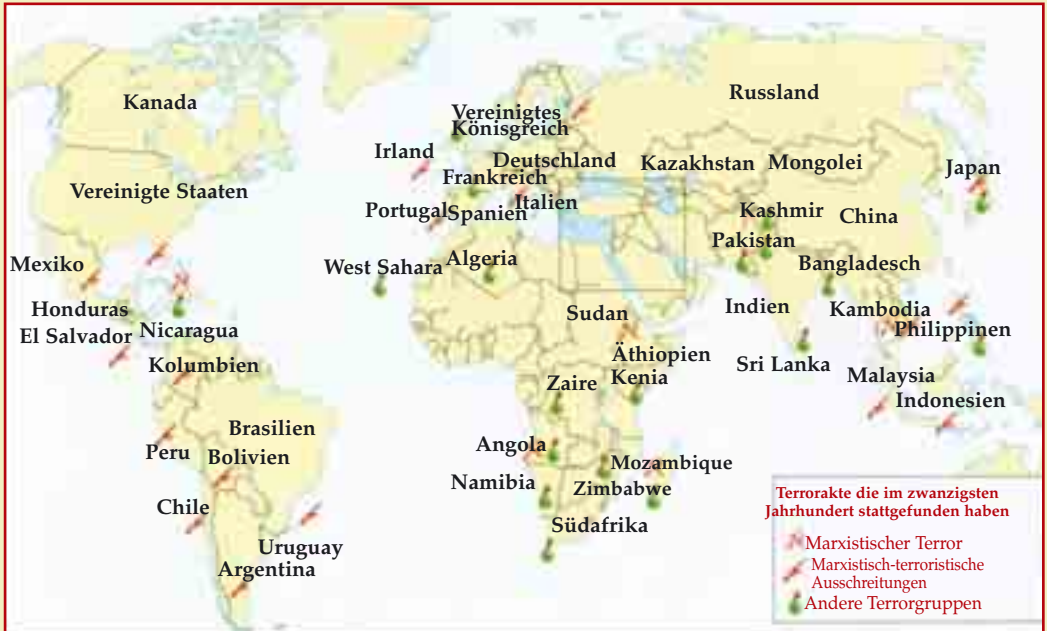 Kanada
Russland
Vereinigtes
Königsreich
Irland
Deutschland
Kazakhstan
Mongolei
Japan
Frankreich
Vereinigte Staaten
Italien
Portugal
Spanien
Kashmir
China
Pakistan
Mexiko
West Sahara
Algeria
Bangladesch
Honduras
Sudan
Indien
Kambodia
El Salvador
Nicaragua
Philippinen
Äthiopien
Sri Lanka
Kolumbien
Zaire
Kenia
Malaysia
Indonesien
Brasilien
Angola
Peru
Bolivien
Mozambique
Namibia
Zimbabwe
Chile
Südafrika
Uruguay
Argentina
Terrorakte die im zwanzigsten
Jahrhundert stattgefunden haben
Marxistischer Terror
Marxistisch-terroristische
Ausschreitungen
Andere Terrorgruppen